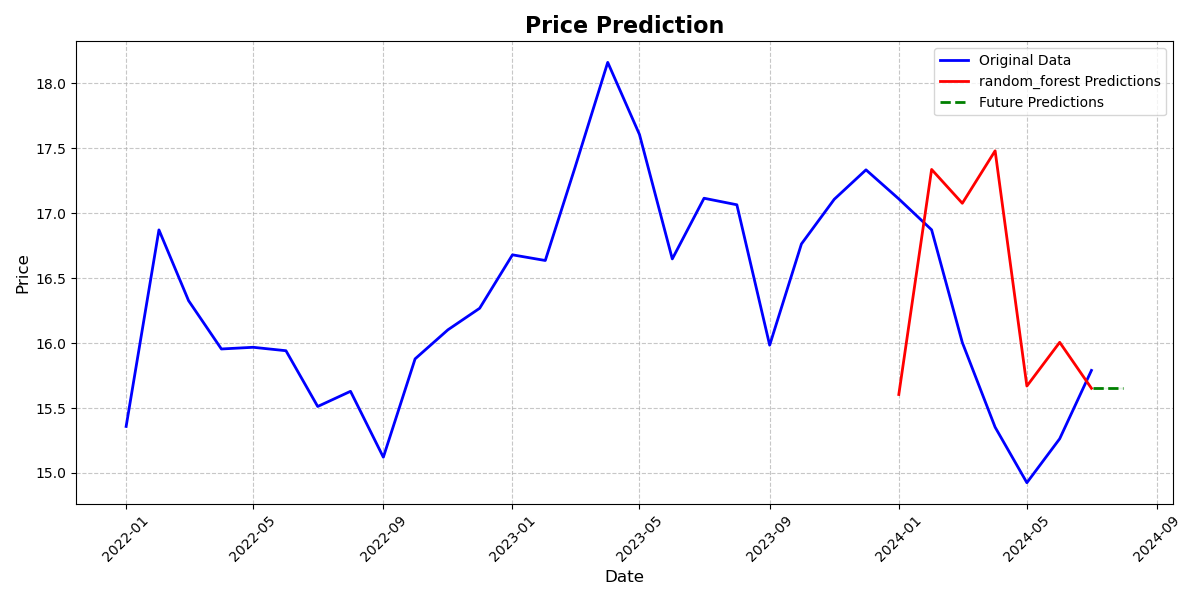 Price Prediction
Original Data
random_forest Predictions
Future Predictions
Price
18.0
17.5
17.0
16.5
16.0
15.5
15.0
2022-01
2022-05
2022-09
2023-01
2023-05
2023-09
2024-01
2024-05
2024-09
Date